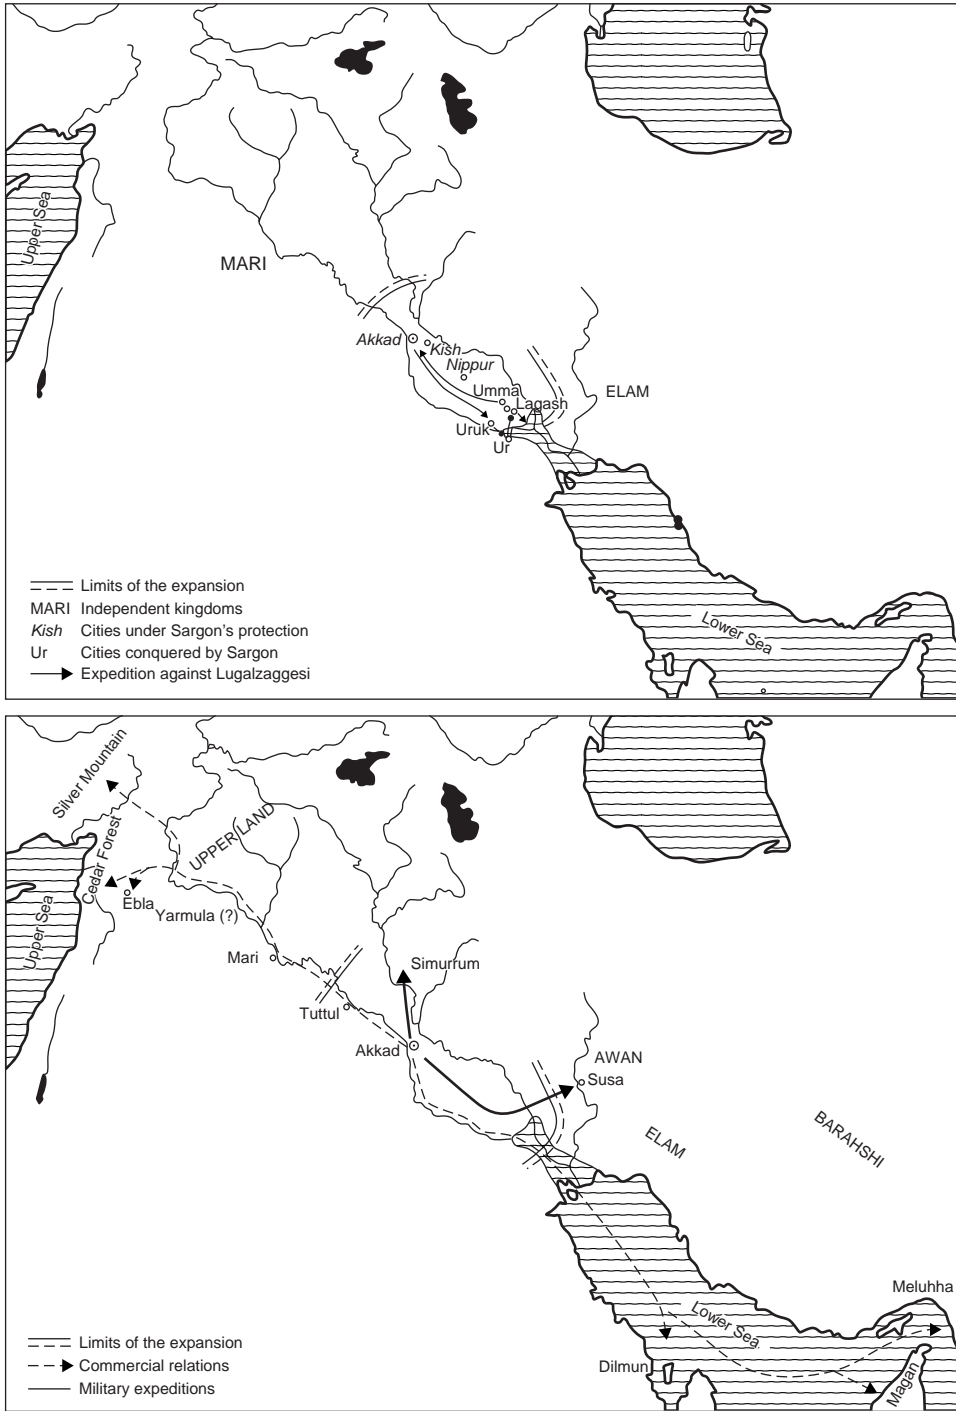 Upper Sea
MARI
Akkad
Kish
Nippur
Umma
Lagash
ELAM
Uruk
Ur
Lower Sea
Limits of the expansion
MARI Independent kingdoms
Kish Cities under Sargon's protection
Ur Cities conquered by Sargon
Expedition against Lugalzaggesi
Silver Mountain
UPPER LAND
Cedar Forest
Ebla
Yarmula (?)
Upper Sea
Mari
Simurrum
Tuttul
Akkad
AWAN
Susa
ELAM
BARAHSHI
Meluhha
Lower Sea
Dilmun
Magan
Limits of the expansion
Commercial relations
Military expeditions